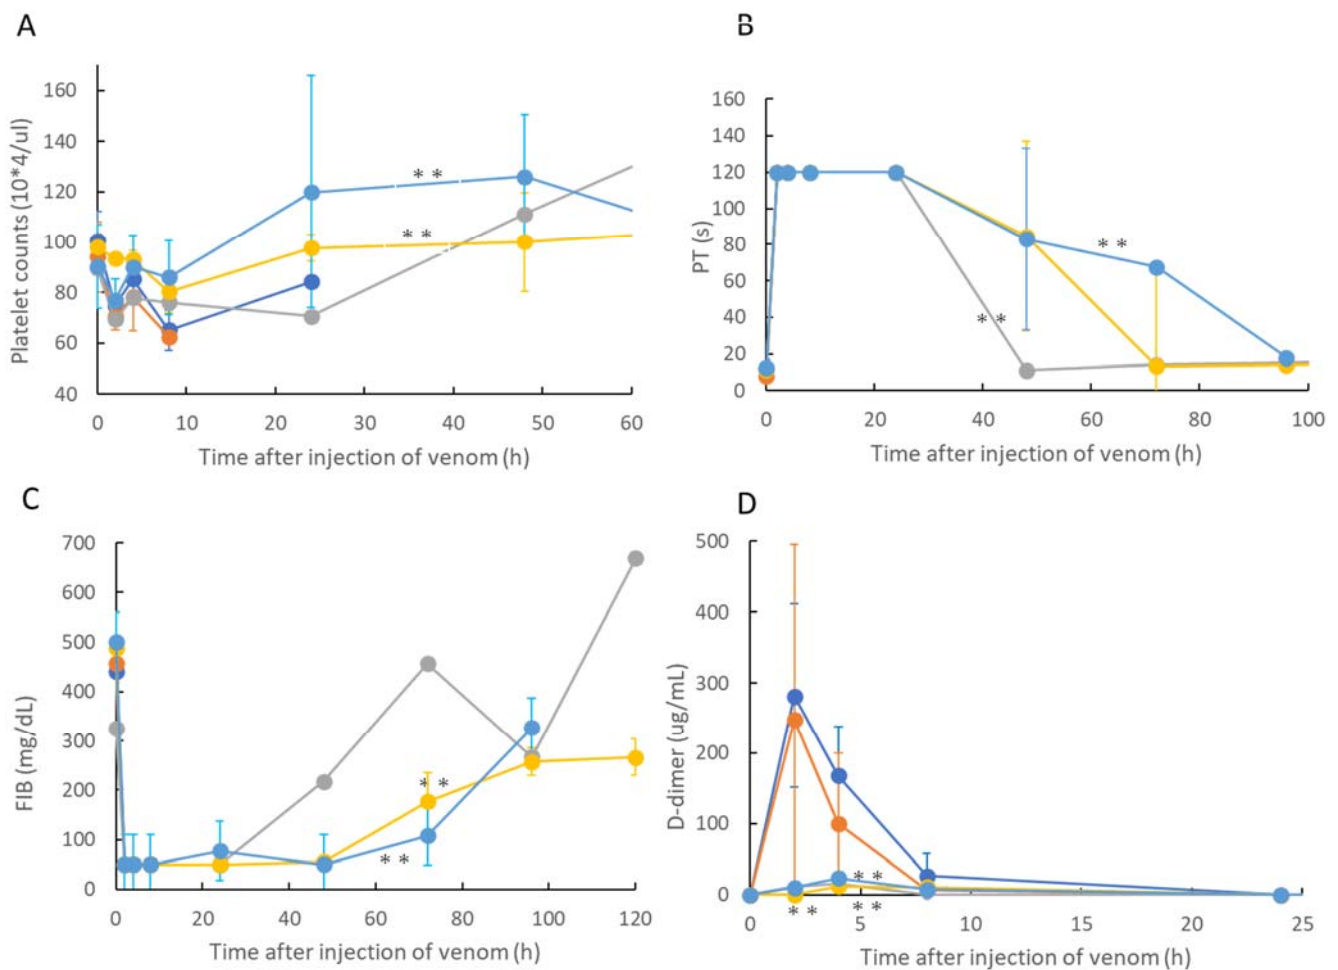 A
160
140
120
100
80
60
40
Platelet counts (10*4/ul)
* *
* *
0 10 20 30 40 50 60
Time after injection of venom (h)
B
160
140
120
100
80
60
40
20
0
PT (s)
* *
* *
0 20 40 60 80 100
Time after injection of venom (h)
C
700
600
500
400
300
200
100
0
FIB (mg/dL)
* *
* *
0 20 40 60 80 100 120
Time after injection of venom (h)
D
500
400
300
200
100
0
D-dimer (ug/mL)
* *
* * * *
0 5 10 15 20 25
Time after injection of venom (h)